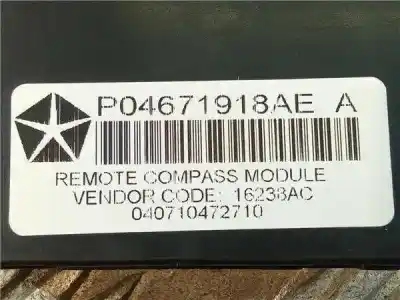 P04671918AE A
REMOTE COMPASS MODULE
VENDOR CODE: 16238AC
040710472710